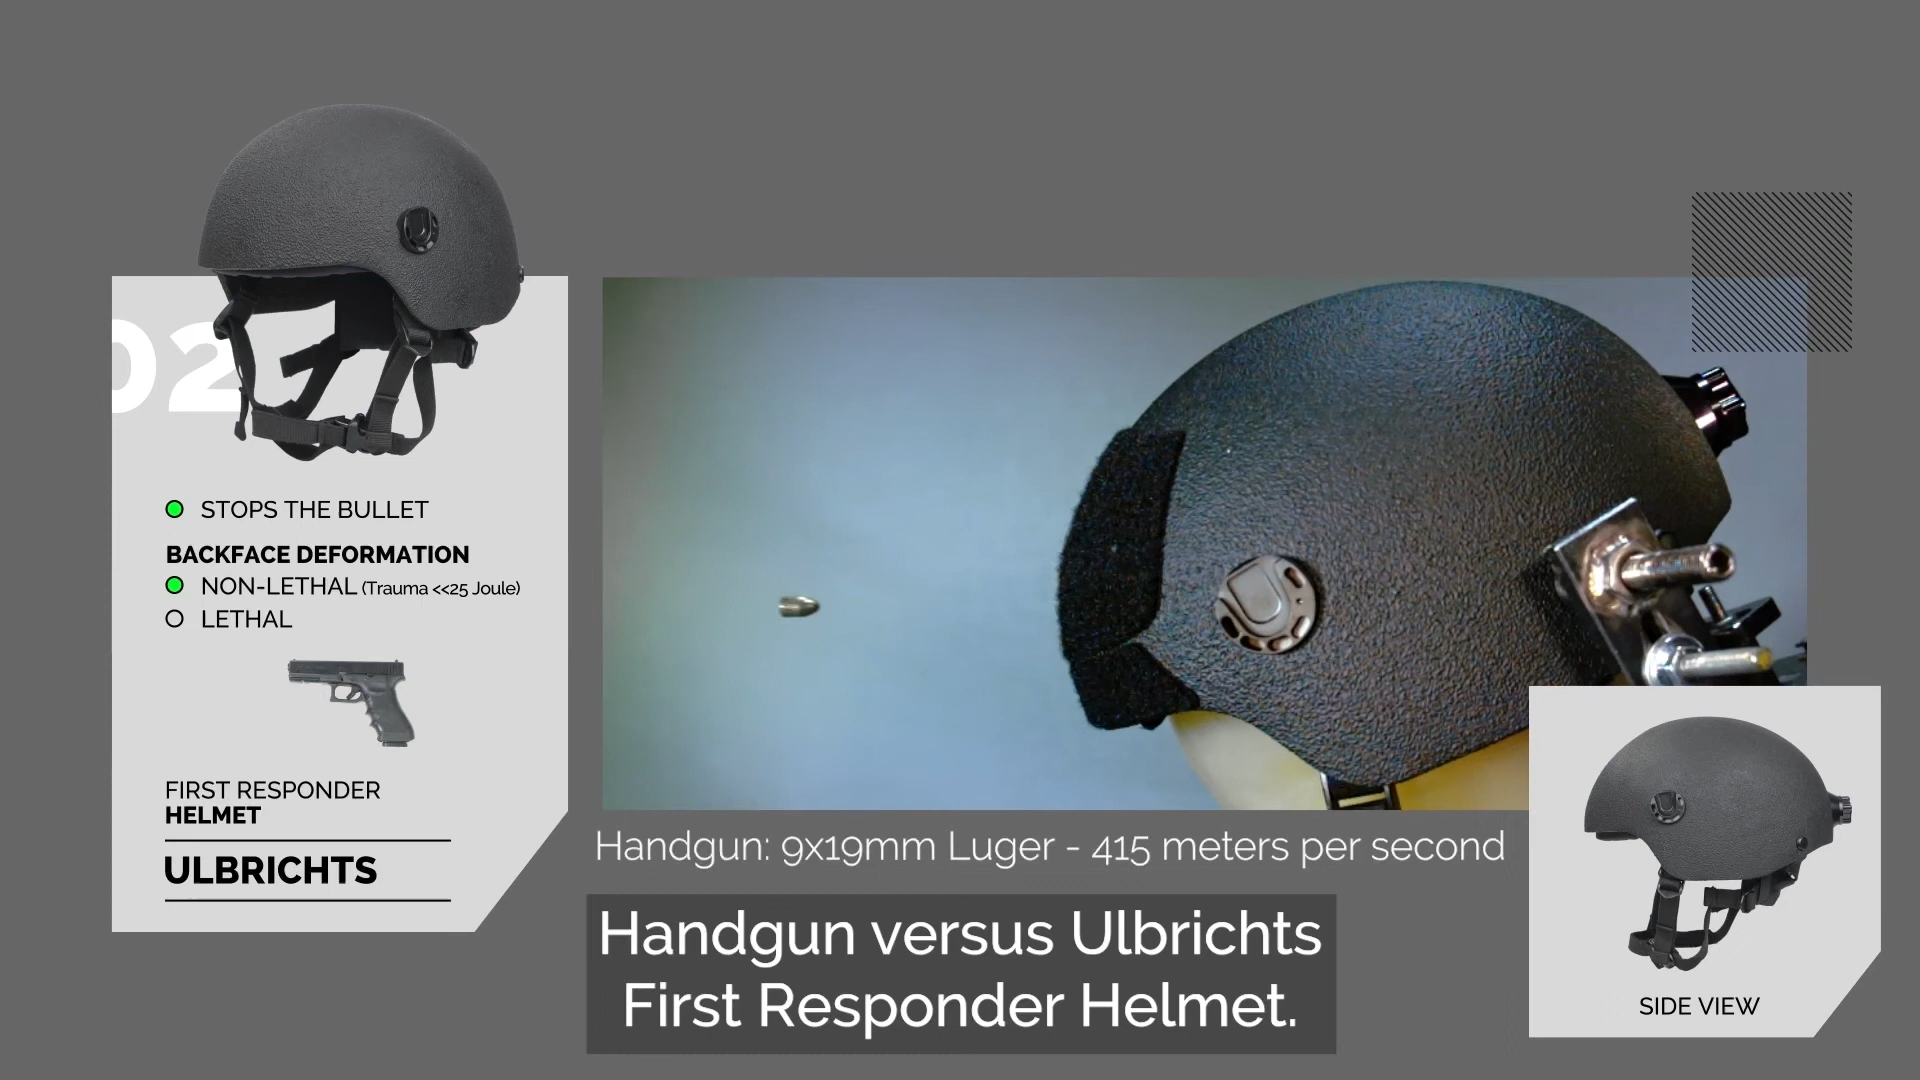 02
STOPS THE BULLET
BACKFACE DEFORMATION
NON-LETHAL (Trauma <<25 Joule)
LETHAL
FIRST RESPONDER
HELMET
ULBRICHTS
Handgun: 9x19mm Luger - 415 meters per second
Handgun versus Ulbrichts
First Responder Helmet.
SIDE VIEW